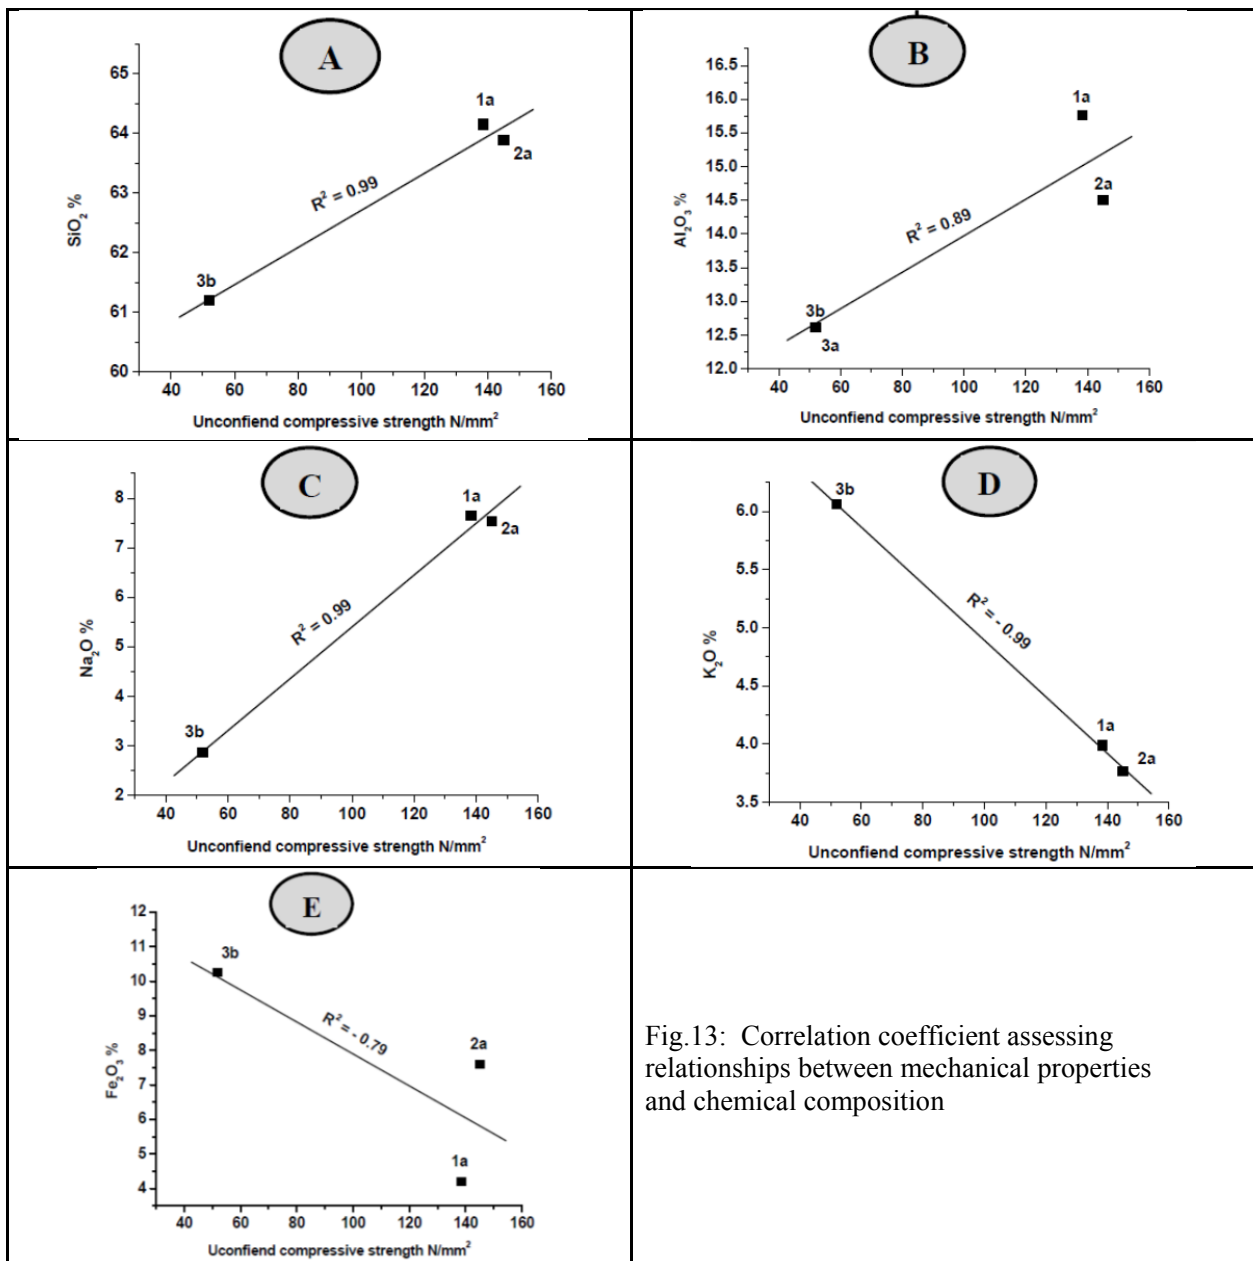 A
65
64
63
62
61
60
SiO₂ %
1a
2a
3b
R² = 0.99
40 60 80 100 120 140 160
Unconfiend compressive strength N/mm²
B
16.5
16.0
15.5
15.0
14.5
14.0
13.5
13.0
12.5
12.0
Al₂O₃ %
1a
2a
3b
3a
R² = 0.89
40 60 80 100 120 140 160
Unconfiend compressive strength N/mm²
C
8
7
6
5
4
3
2
Na₂O %
1a
2a
3b
R² = 0.99
40 60 80 100 120 140 160
Unconfiend compressive strength N/mm²
D
6.0
5.5
5.0
4.5
4.0
3.5
K₂O %
3b
1a
2a
R² = - 0.99
40 60 80 100 120 140 160
Unconfiend compressive strength N/mm²
E
12
11
10
9
8
7
6
5
4
Fe₂O₃ %
3b
2a
1a
R² = - 0.79
40 60 80 100 120 140 160
Uconfiend compressive strength N/mm²
Fig.13: Correlation coefficient assessing
relationships between mechanical properties
and chemical composition